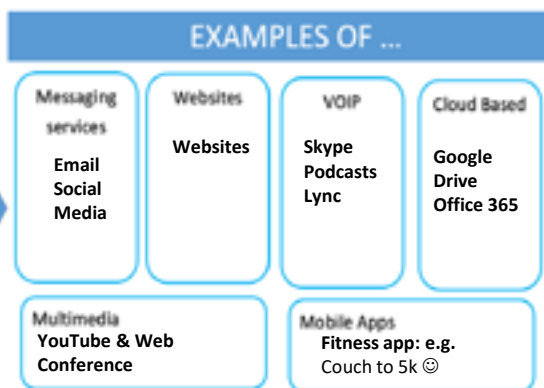 EXAMPLES OF ...
Messaging
services
Email
Social
Media
Websites
Websites
VOIP
Skype
Podcasts
Lync
Cloud Based
Google
Drive
Office 365
Multimedia
YouTube & Web
Conference
Mobile Apps
Fitness app: e.g.
Couch to 5k ☺